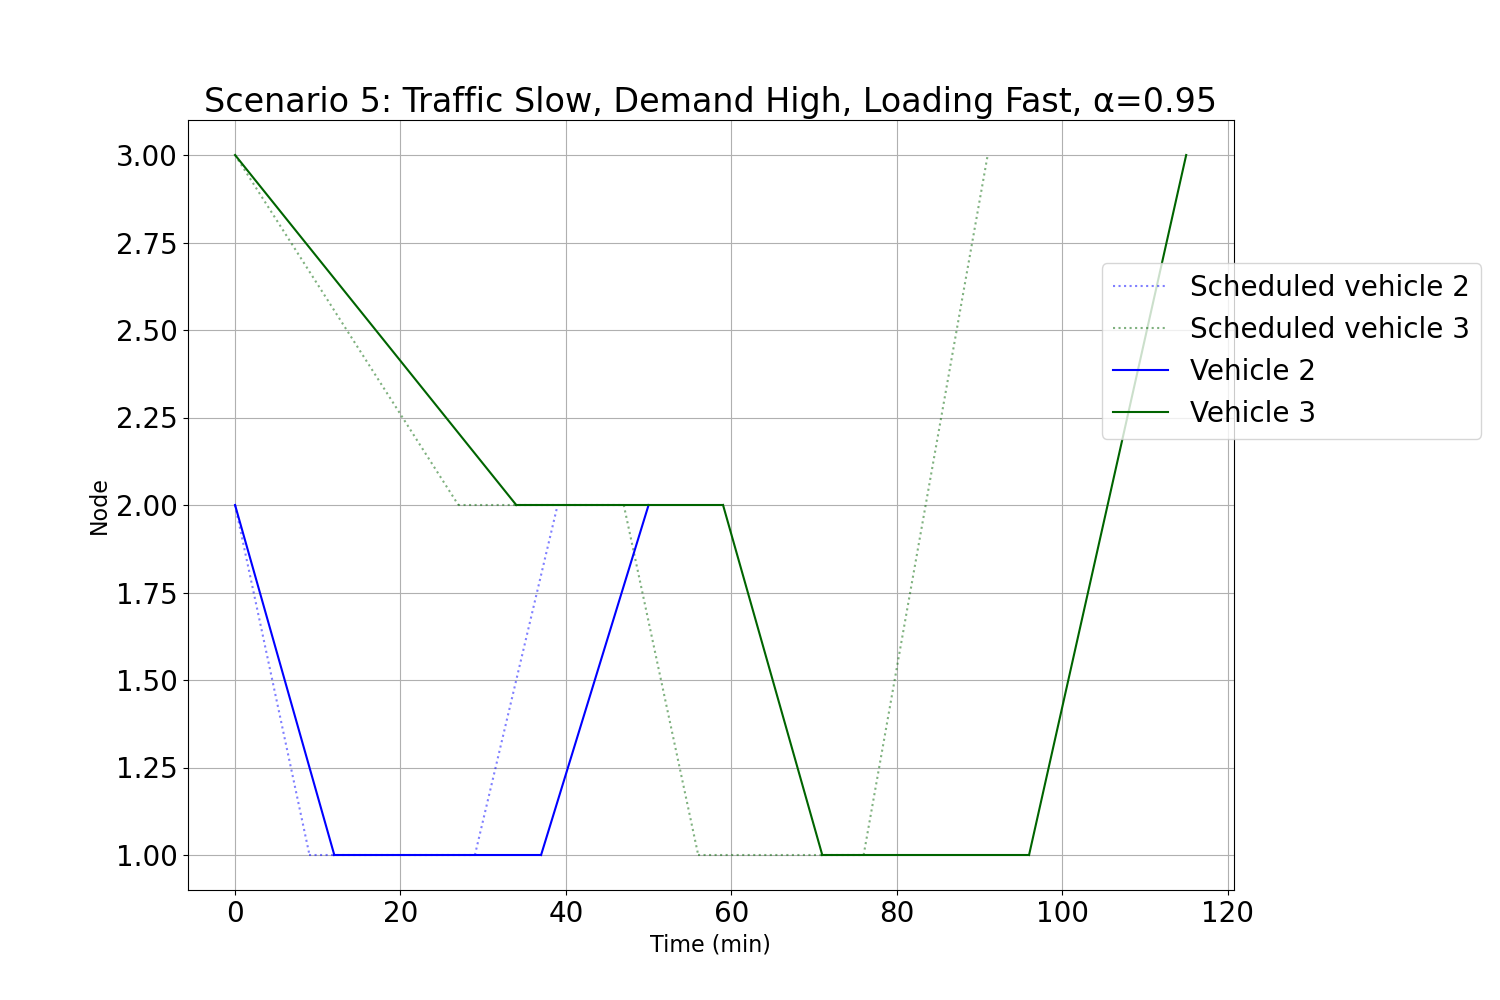 Scenario 5: Traffic Slow, Demand High, Loading Fast, α=0.95
3.00
2.75
2.50
2.25
2.00
1.75
1.50
1.25
1.00
Node
Scheduled vehicle 2
Scheduled vehicle 3
Vehicle 2
Vehicle 3
0 20 40 60 80 100 120
Time (min)